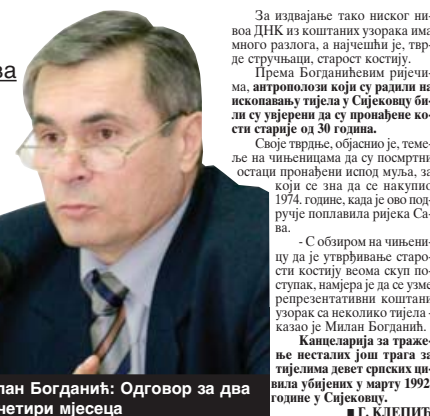 ва
За издвајање тако ниског ни-
воа ДНК из коштаних узорака има
много разлога, а најчешћи је, твр-
де стручњаци, старост костију.
Према Богданићевим ријечи-
ма, антрополози који су радили на
ископавању тијела у Сијековцу би-
ли су увјерени да су пронађене ко-
сти старије од 30 година.
Своје тврдње, објаснио је, теме-
ље на чињеницама да су посмртни
остаци пронађени испод муља, за
који се зна да се накупио
1974. године, када је ово под-
ручје поплавила ријека Са-
ва.
- С обзиром на чињени-
цу да је утврђивање старо-
сти костију веома скуп по-
ступак, намјера је да се узме
репрезентативни коштани
узорак са неколико тијела -
казао је Милан Богданић.
Канцеларија за траже-
ње несталих још трага за
тијелима девет српских ци-
вила убијених у марту 1992.
године у Сијековцу.
■ Г. КЛЕПИЋ
лан Богданић: Одговор за два
нетири мјесеца